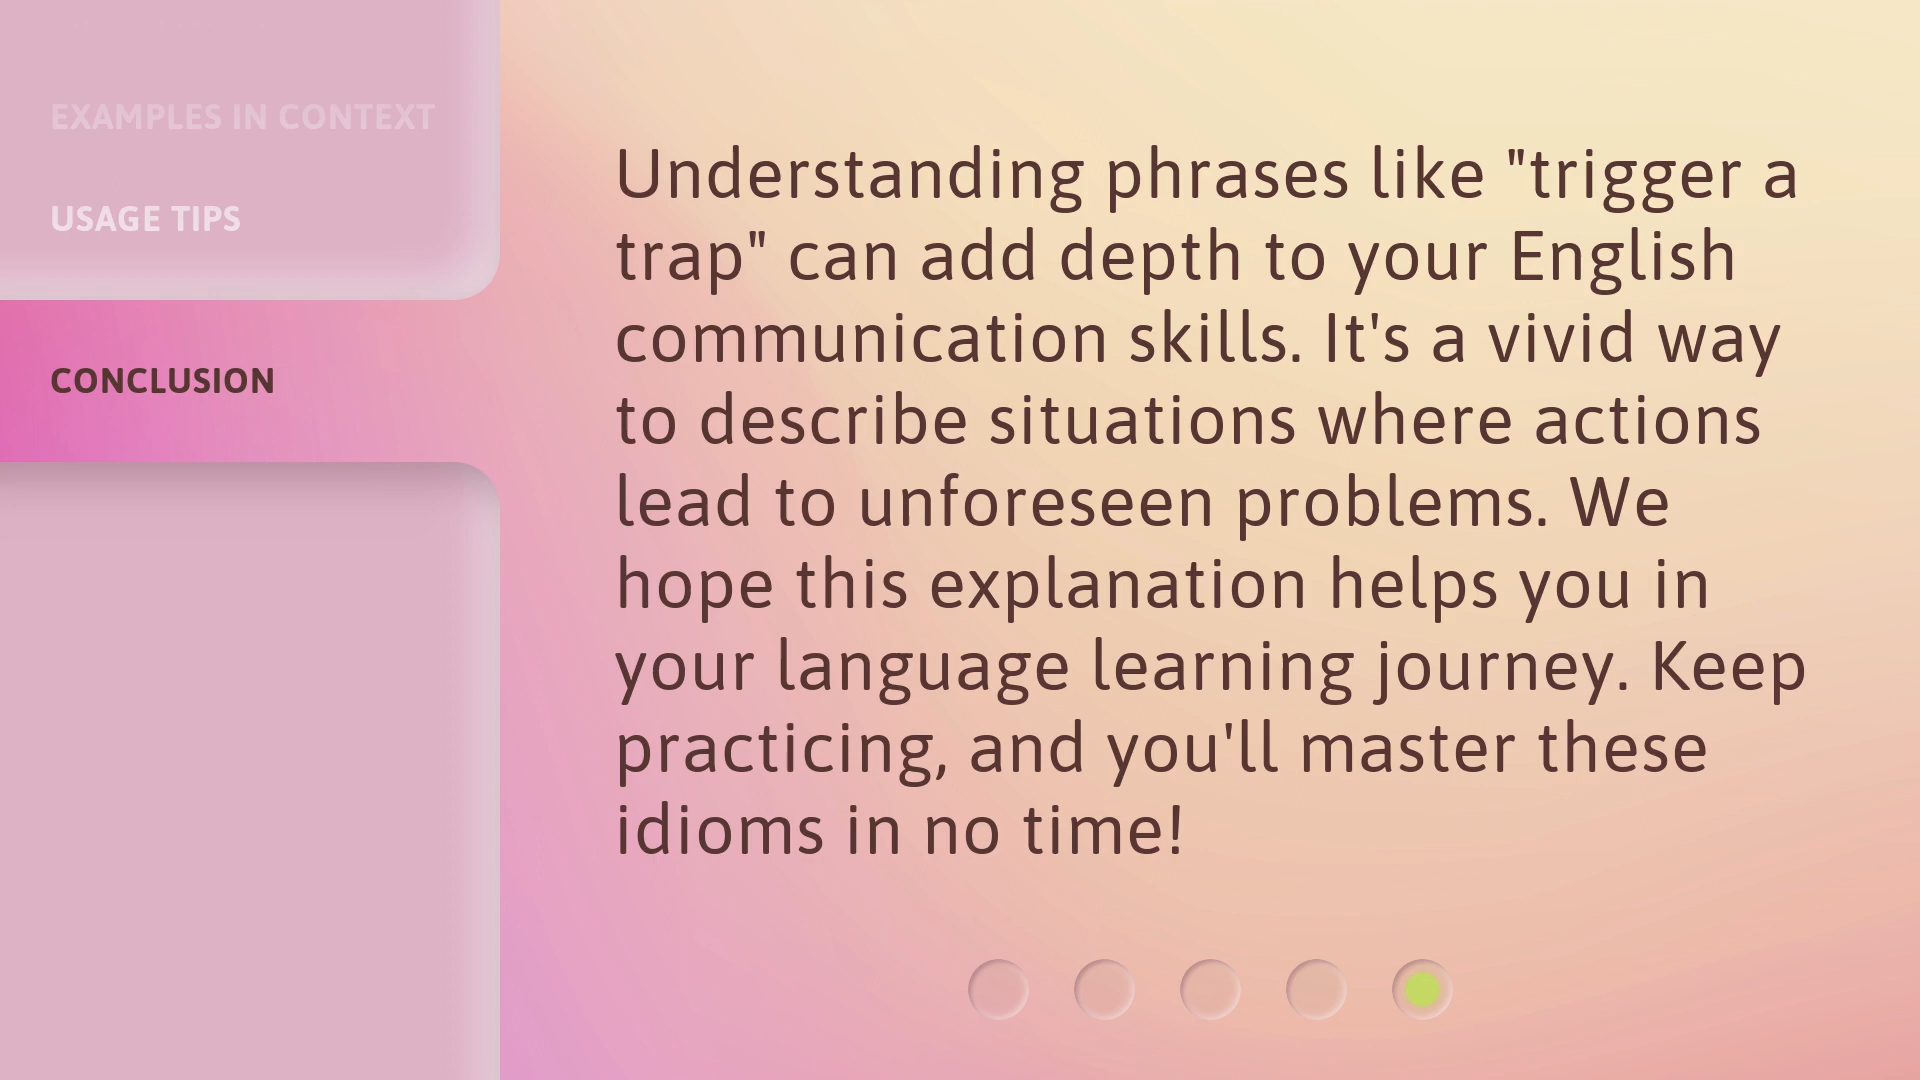 EXAMPLES IN CONTEXT
USAGE TIPS
CONCLUSION
Understanding phrases like "trigger a
trap" can add depth to your English
communication skills. It's a vivid way
to describe situations where actions
lead to unforeseen problems. We
hope this explanation helps you in
your language learning journey. Keep
practicing, and you'll master these
idioms in no time!